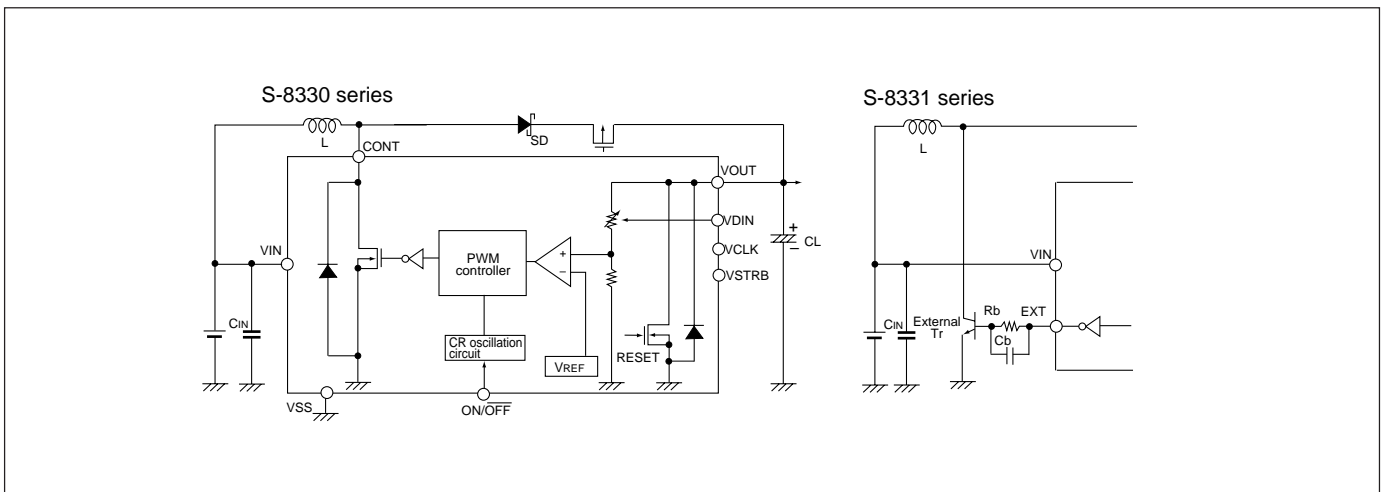 S-8330 series
L
SD
CONT
VOUT
VDIN
+
CL
−
VCLK
VIN
PWM
controller
+
−
VSTRB
CIN
CR oscillation
circuit
VREF
RESET
VSS
ON/OFF
S-8331 series
L
VIN
CIN
External
Tr
Rb
EXT
Cb